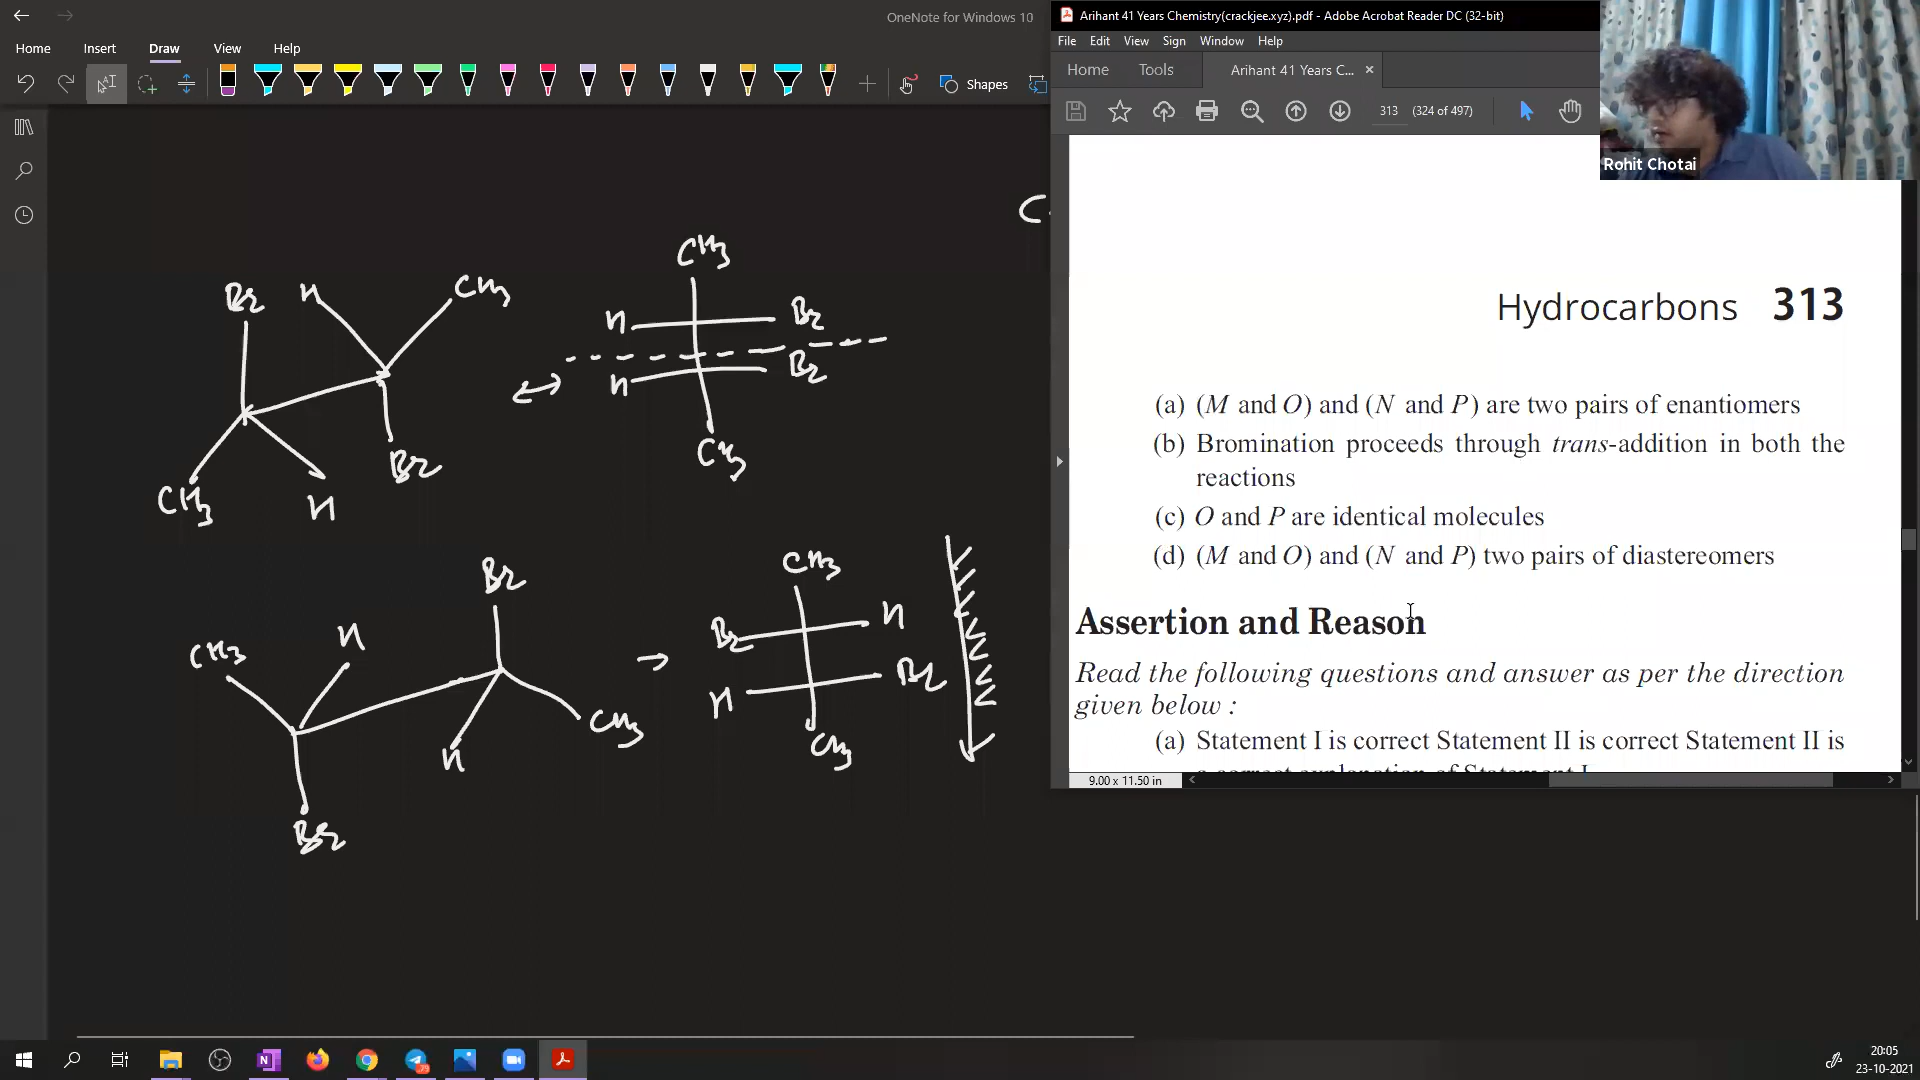 OneNote for Windows 10
Home Insert Draw View Help
Shapes
CH3
Br H CH3
H Br
H Br
CH3
Br
CH3 H
Br
CH3
CH3 H
Br H
H Br
CH3
H
CH3
Br
C
Arihant 41 Years Chemistry(crackjee.xyz).pdf - Adobe Acrobat Reader DC (32-bit)
File Edit View Sign Window Help
Home Tools Arihant 41 Years C... ×
313 (324 of 497)
Rohit Chotai
Hydrocarbons 313
(a) (M and O) and (N and P) are two pairs of enantiomers
(b) Bromination proceeds through trans-addition in both the
reactions
(c) O and P are identical molecules
(d) (M and O) and (N and P) two pairs of diastereomers
Assertion and Reason
Read the following questions and answer as per the direction
given below :
(a) Statement I is correct Statement II is correct Statement II is
a correct explanation of Statement I
9.00 x 11.50 in
20:05
23-10-2021